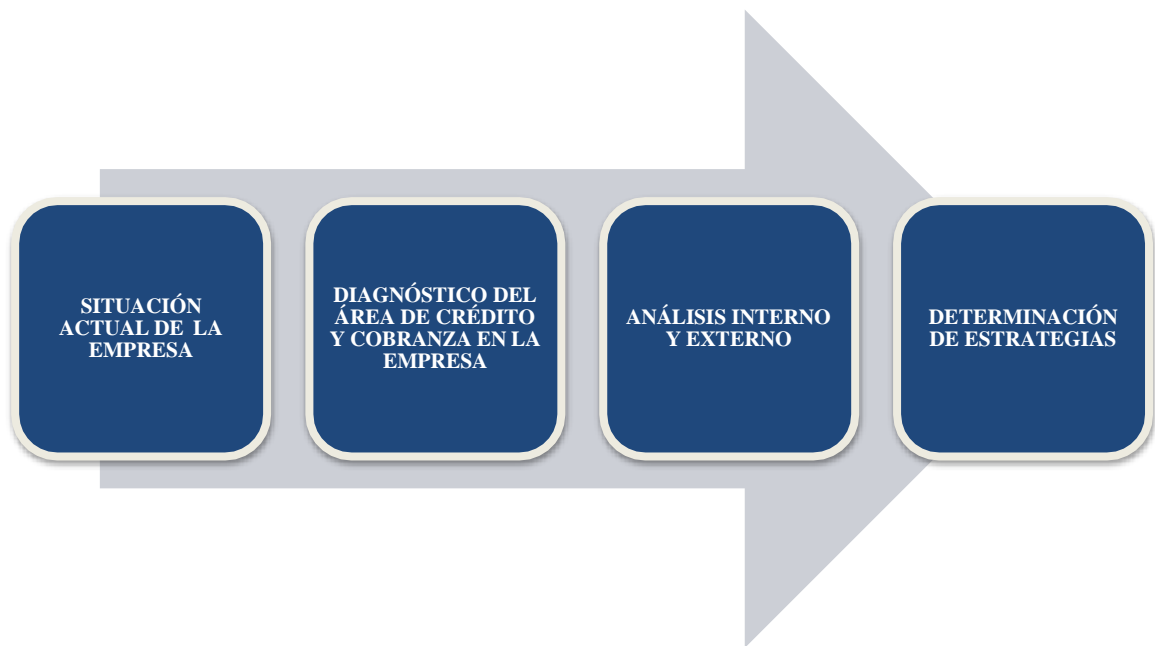 SITUACIÓN
ACTUAL DE  LA
EMPRESA
DIAGNÓSTICO DEL
ÁREA DE CRÉDITO
Y COBRANZA EN LA
EMPRESA
ANÁLISIS INTERNO
Y EXTERNO
DETERMINACIÓN
DE ESTRATEGIAS